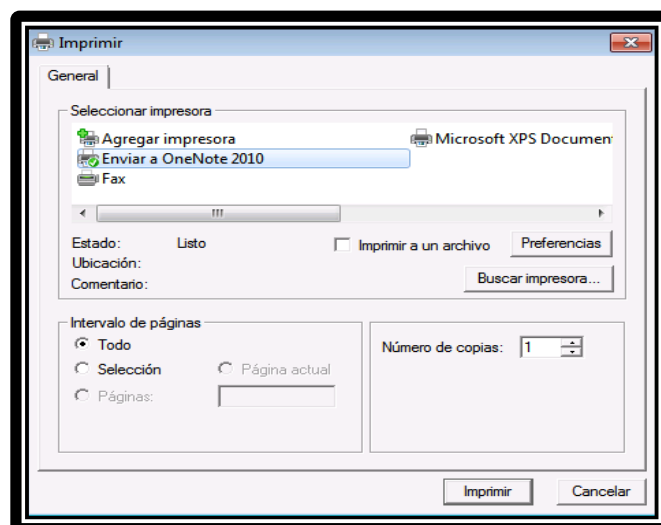 Imprimir
General
Seleccionar impresora
Agregar impresora Microsoft XPS Documen
Enviar a OneNote 2010
Fax
Estado: Listo Imprimir a un archivo Preferencias
Ubicación:
Comentario: Buscar impresora...
Intervalo de páginas
Todo Número de copias: 1
Selección Página actual
Páginas:
Imprimir Cancelar